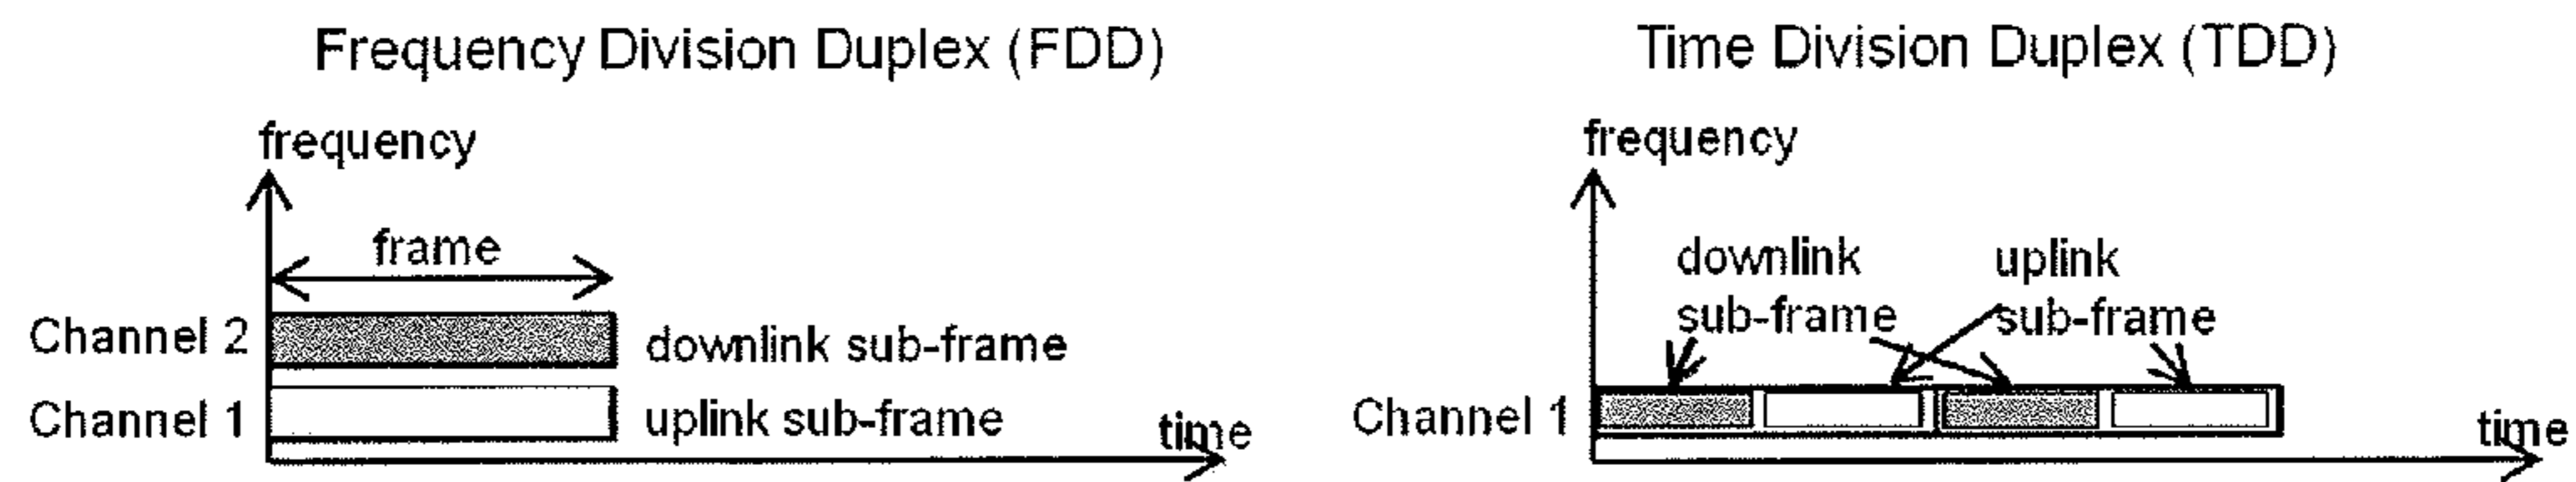 Frequency Division Duplex (FDD)
frequency
frame
Channel 2
downlink sub-frame
Channel 1
uplink sub-frame
time
Time Division Duplex (TDD)
frequency
downlink
sub-frame
uplink
sub-frame
Channel 1
time